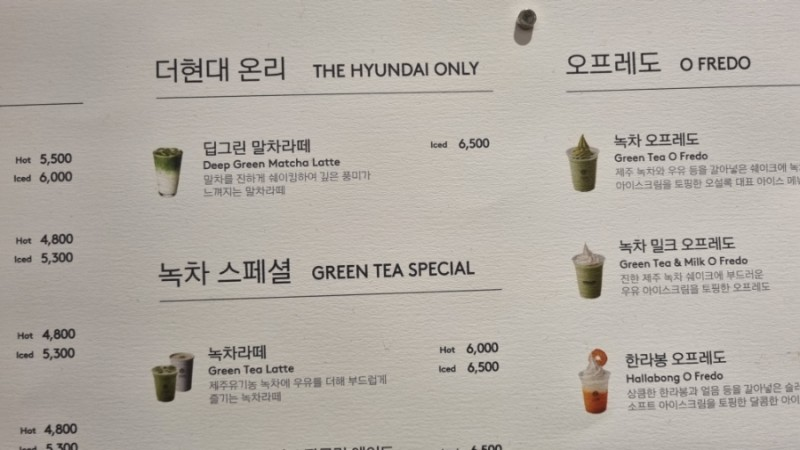 Hot 5,500
Iced 6,000
Hot 4,800
Iced 5,300
Hot 4,800
Iced 5,300
Hot 4,800
Iced 5,300
더현대 온리 THE HYUNDAI ONLY
딥그린 말차라떼 Iced 6,500
Deep Green Matcha Latte
말차를 진하게 쉐이킹하여 깊은 풍미가
느껴지는 말차라떼
녹차 스페셜 GREEN TEA SPECIAL
녹차라떼 Hot 6,000
Green Tea Latte Iced 6,500
제주유기농 녹차에 우유를 더해 부드럽게
즐기는 녹차라떼
6,500
오프레도 O FREDO
녹차 오프레도
Green Tea O Fredo
제주 녹차와 우유 등을 갈아넣은 쉐이크에 녹
아이스크림을 토핑한 오설록 대표 아이스 메
녹차 밀크 오프레도
Green Tea & Milk O Fredo
진한 제주 녹차 쉐이크에 부드러운
우유 아이스크림을 토핑한 오프레도
한라봉 오프레도
Hallabong O Fredo
상큼한 한라봉과 얼음 등을 갈아넣은 슬
소프트 아이스크림을 토핑한 달콤한 아이